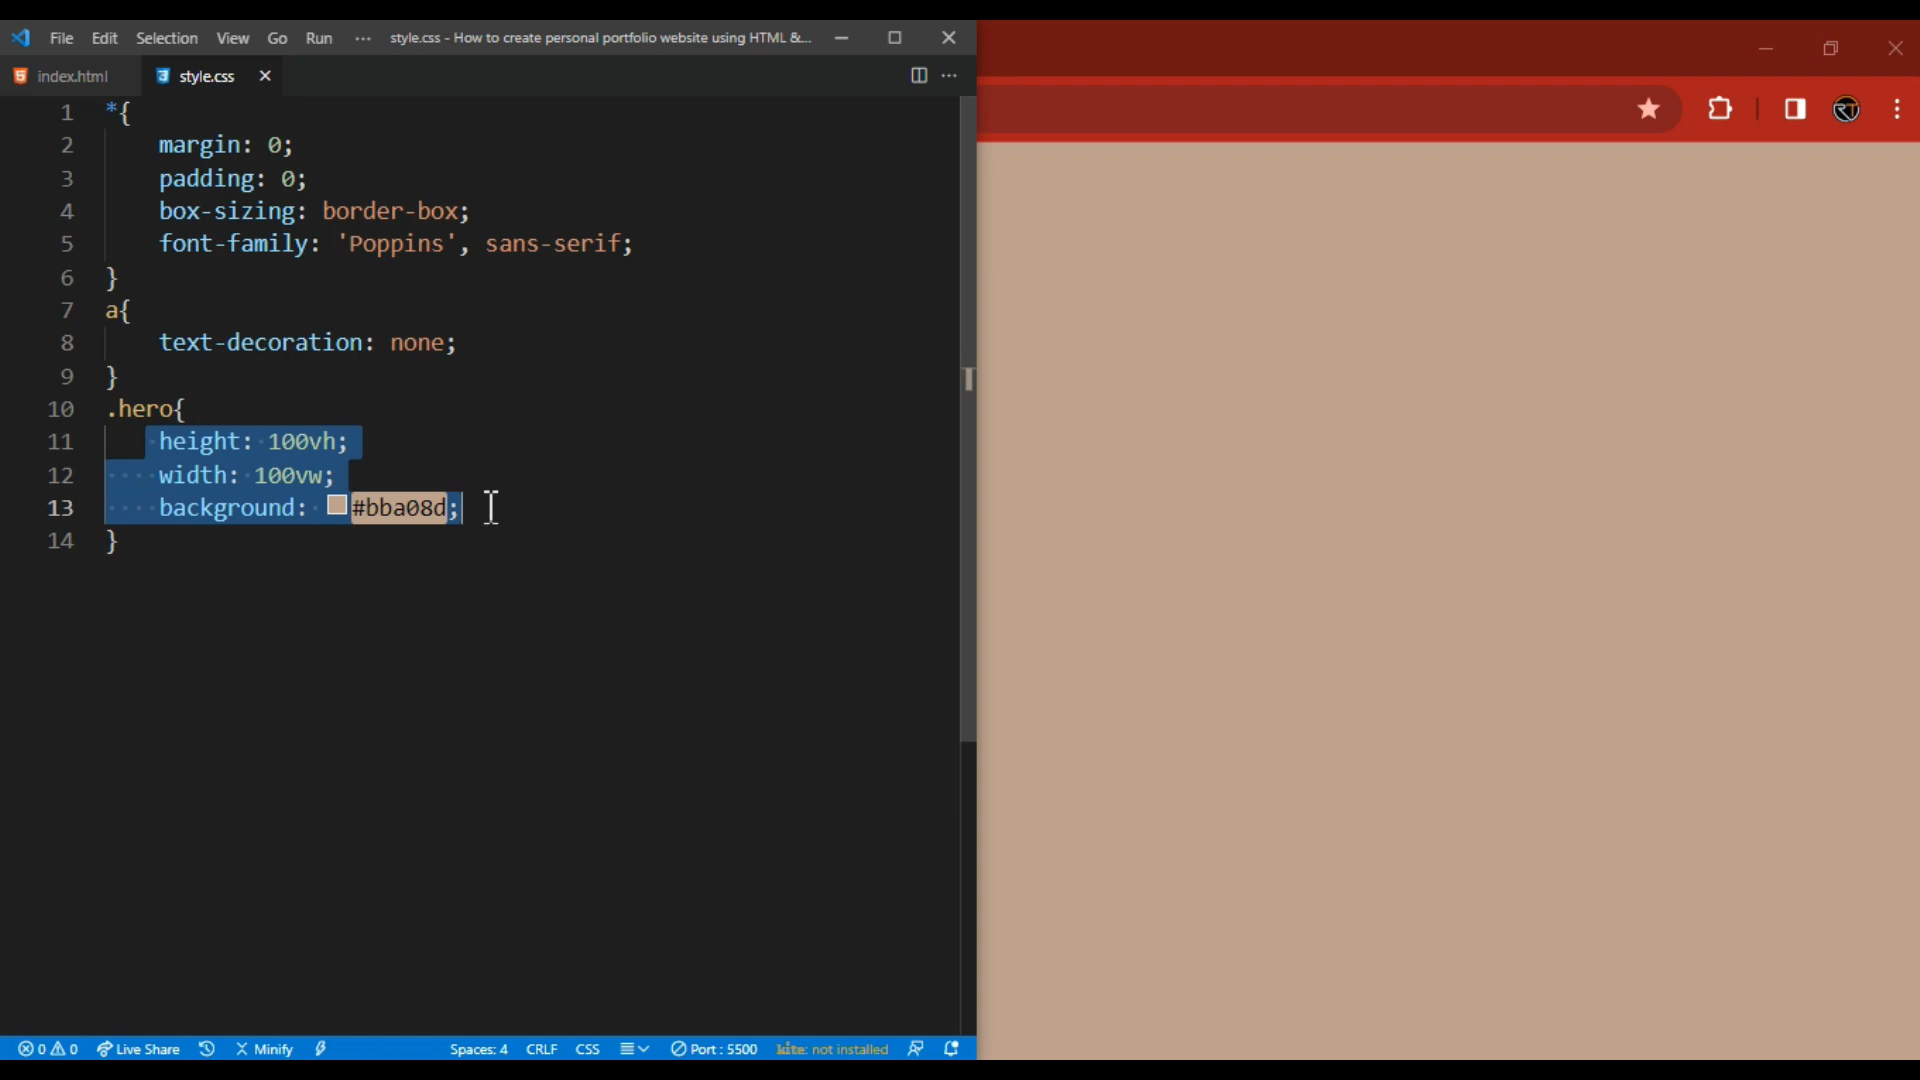 File Edit Selection View Go Run ··· style.css - How to create personal portfolio website using HTML &...
index.html style.css
1 *{
2 margin: 0;
3 padding: 0;
4 box-sizing: border-box;
5 font-family: 'Poppins', sans-serif;
6 }
7 a{
8 text-decoration: none;
9 }
10 .hero{
11 height: 100vh;
12 width: 100vw;
13 background: #bba08d;
14 }
RT
0 0 Live Share Minify Spaces: 4 CRLF CSS Port : 5500 kite: not installed